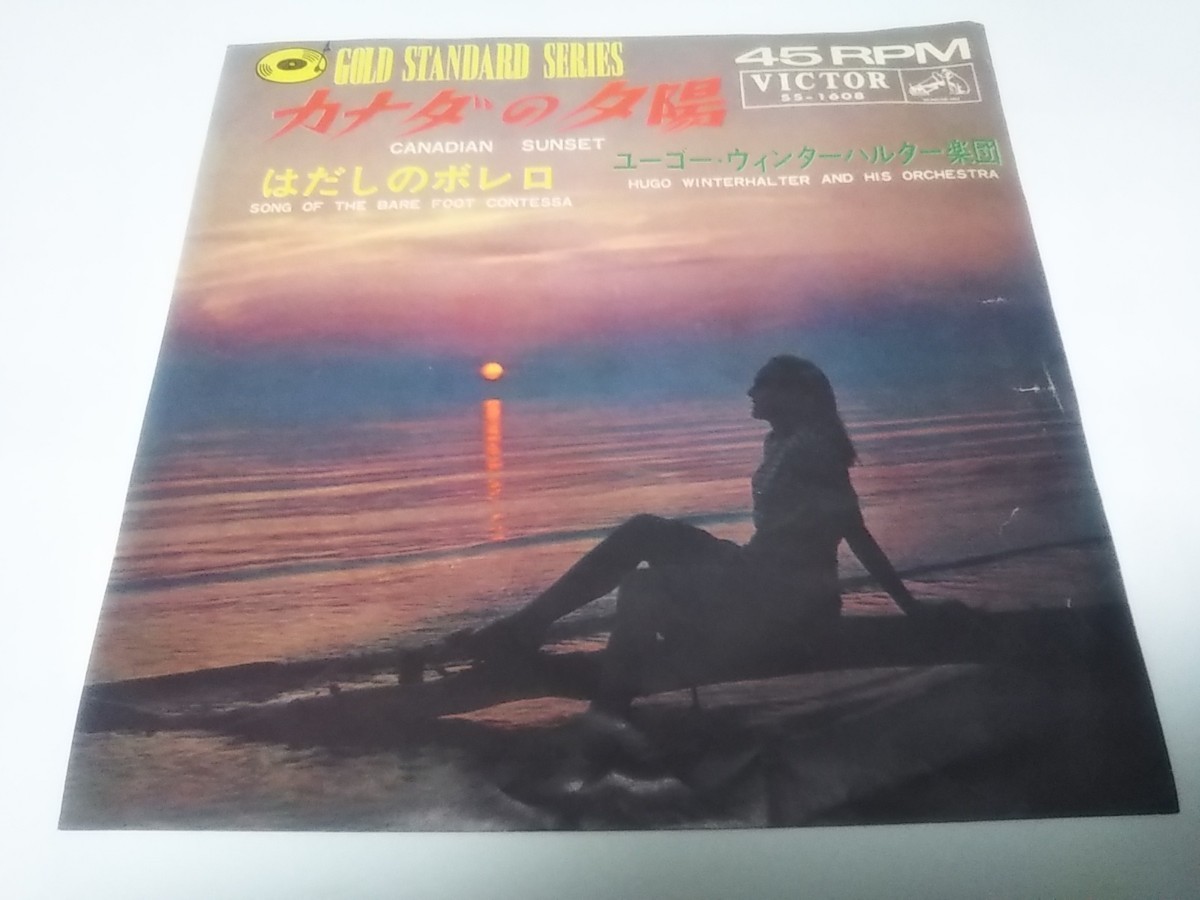 GOLD STANDARD SERIES
45 RPM
VICTOR
SS-1608
カナダの夕陽
CANADIAN SUNSET
ユーゴー・ウィンターハルター楽団
HUGO WINTERHALTER AND HIS ORCHESTRA
はだしのボレロ
SONG OF THE BARE FOOT CONTESSA